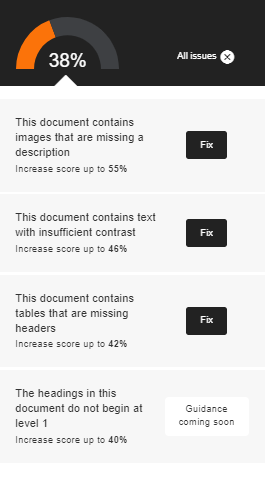 38%
All issues
This document contains
images that are missing a
description
Increase score up to 55%
Fix
This document contains text
with insufficient contrast
Increase score up to 46%
Fix
This document contains
tables that are missing
headers
Increase score up to 42%
Fix
The headings in this
document do not begin at
level 1
Increase score up to 40%
Guidance
coming soon